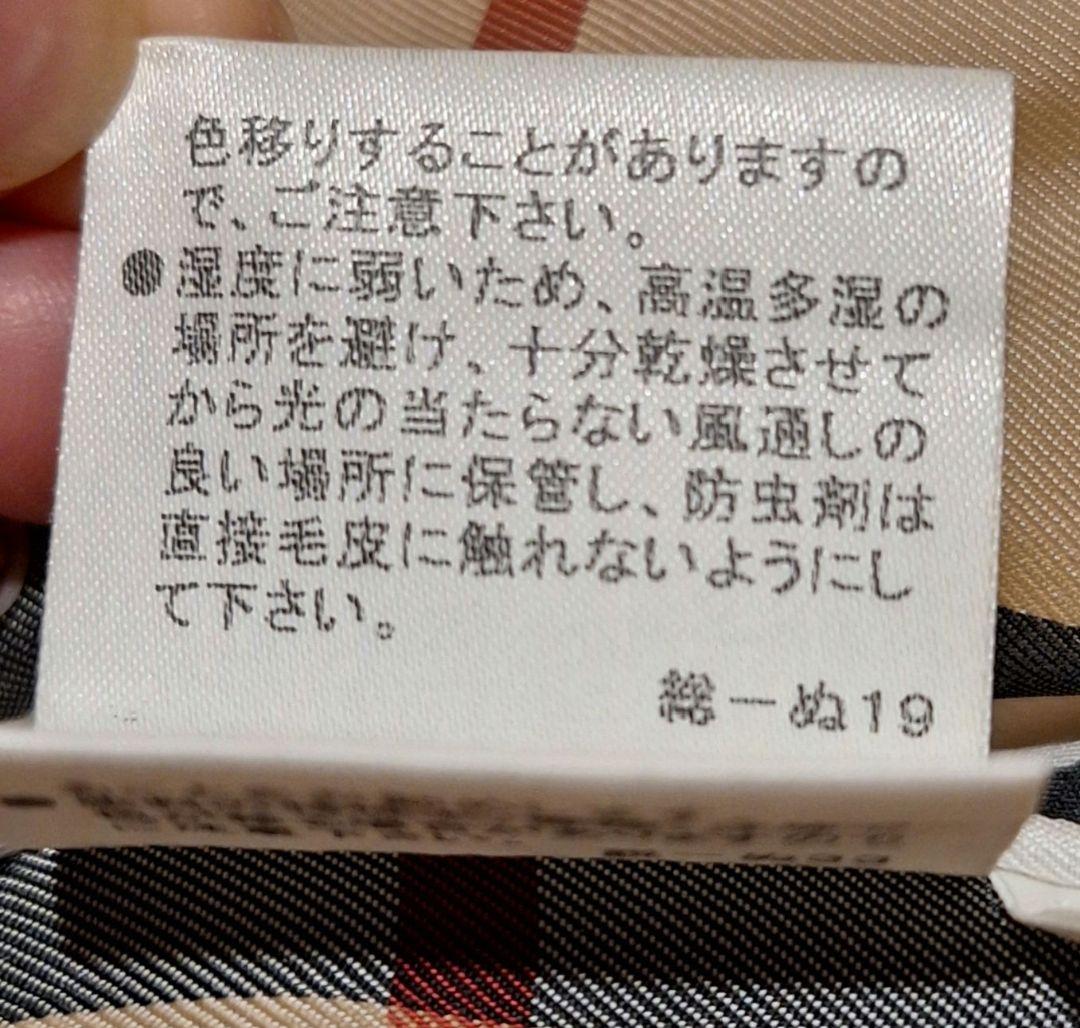 色移りすることがありますの
で、ご注意下さい。
●湿度に弱いため、高温多湿の
場所を避け、十分乾燥させて
から光の当たらない風通しの
良い場所に保管し、防虫剤は
直接毛皮に触れないようにし
て下さい。
総ーぬ19